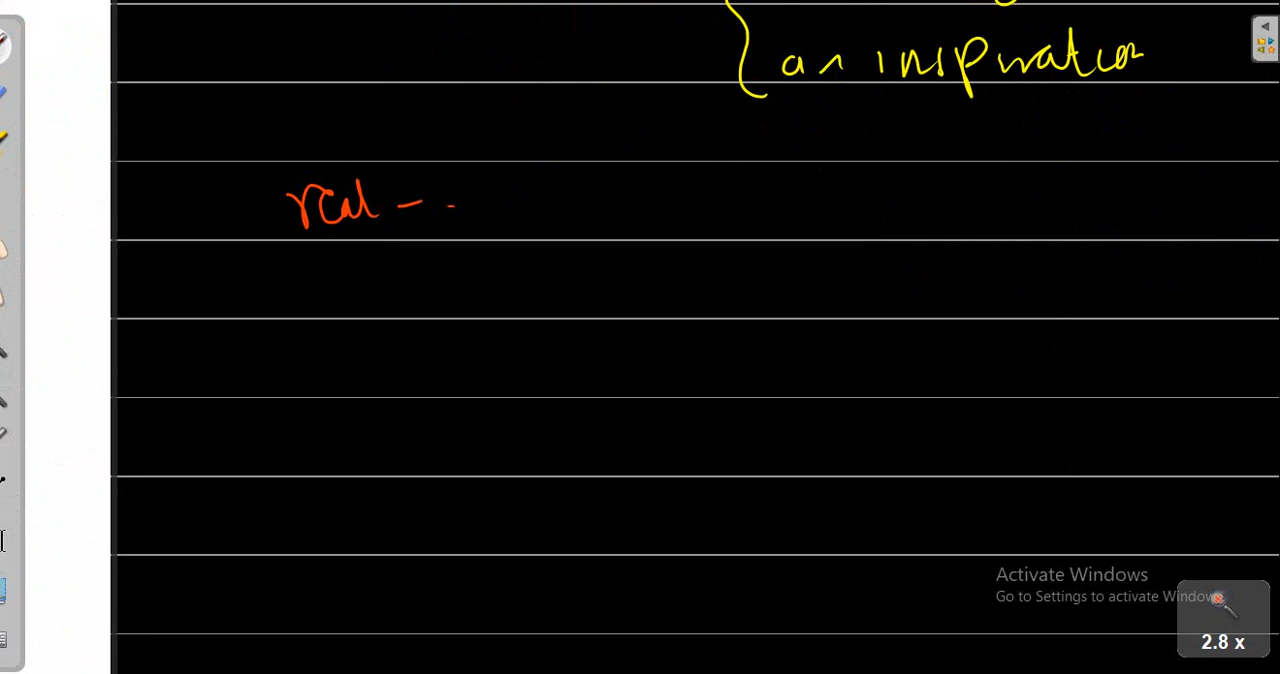 an inspiration
real -
Activate Windows
Go to Settings to activate Windows.
2.8 x